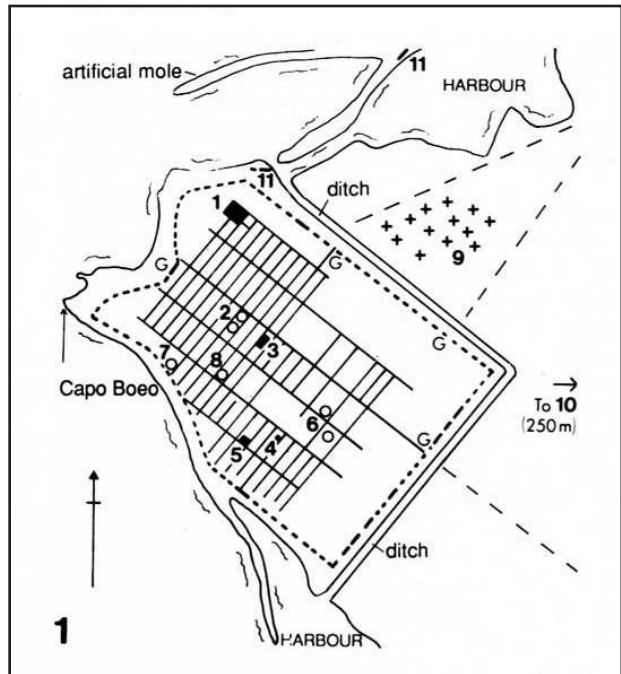 artificial mole
11
HARBOUR
11
ditch
1
9
G
G
G
2
3
7
8
Capo Boeo
To 10
(250 m)
6
G
4
5
ditch
1
HARBOUR